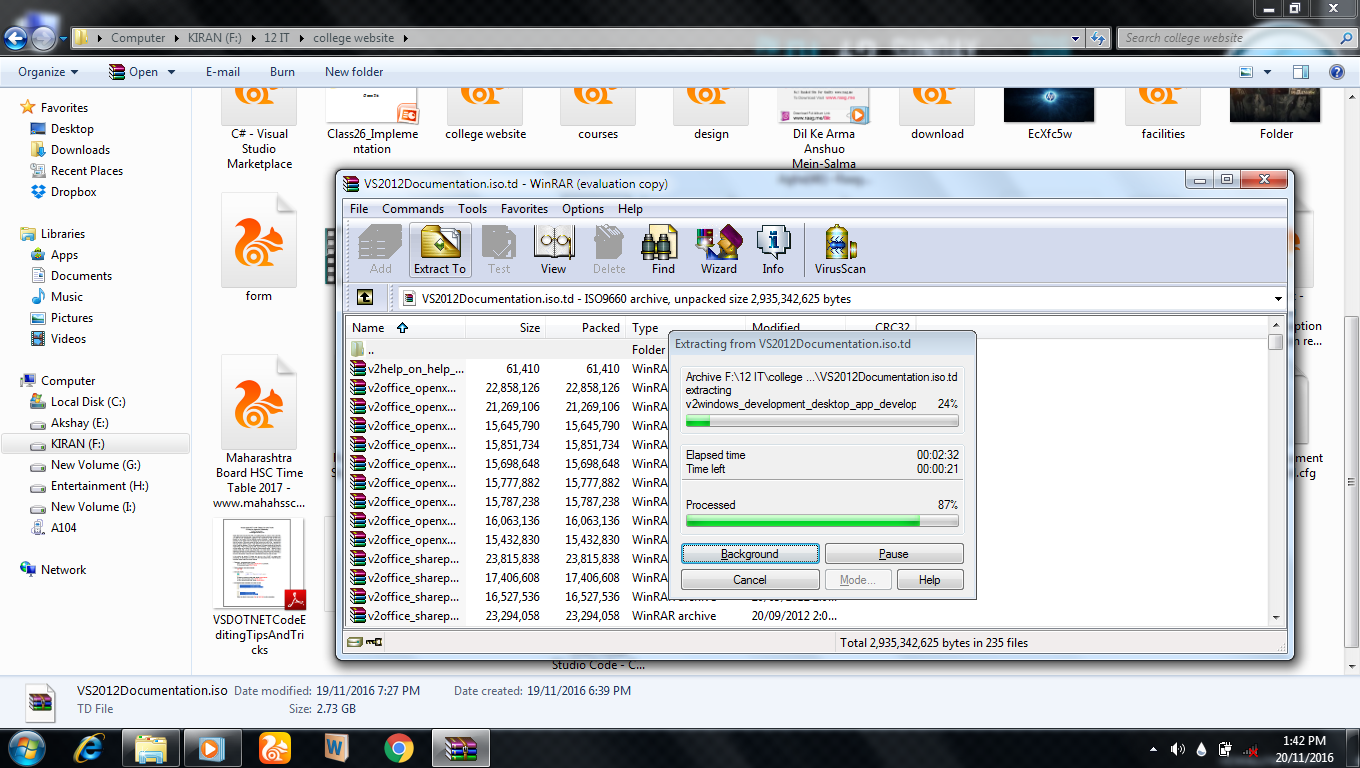 Computer
KIRAN (F:)
12 IT
college website
Search college website
Organize
Open
E-mail
Burn
New folder
Favorites
Desktop
Downloads
Recent Places
Dropbox
Libraries
Apps
Documents
Music
Pictures
Videos
Computer
Local Disk (C:)
Akshay (E:)
KIRAN (F:)
New Volume (G:)
Entertainment (H:)
New Volume (I:)
A104
Network
C# - Visual
Studio
Marketplace
Class26_Impleme
ntation
college website
courses
design
Dil Ke Arma
Anshuo
Mein-Salma
download
EcXfc5w
facilities
Folder
form
Maharashtra
Board HSC Time
Table 2017 -
www.mahahssc...
VSDOTNETCodeE
ditingTipsAndTri
cks
Studio Code - C...
VS2012Documentation.iso.td - WinRAR (evaluation copy)
File Commands Tools Favorites Options Help
Add
Extract To
Test
View
Delete
Find
Wizard
Info
VirusScan
VS2012Documentation.iso.td - ISO9660 archive, unpacked size 2,935,342,625 bytes
Name Size Packed Type Modified CRC32
.. Folder
v2help_on_help_... 61,410 61,410 WinRA
v2office_openx... 22,858,126 22,858,126 WinRA
v2office_openx... 21,269,106 21,269,106 WinRA
v2office_openx... 15,645,790 15,645,790 WinRA
v2office_openx... 15,851,734 15,851,734 WinRA
v2office_openx... 15,698,648 15,698,648 WinRA
v2office_openx... 15,777,882 15,777,882 WinRA
v2office_openx... 15,787,238 15,787,238 WinRA
v2office_openx... 16,063,136 16,063,136 WinRA
v2office_openx... 15,432,830 15,432,830 WinRA
v2office_sharep... 23,815,838 23,815,838 WinRA
v2office_sharep... 17,406,608 17,406,608 WinRA
v2office_sharep... 16,527,536 16,527,536 WinRAR archive
v2office_sharep... 23,294,058 23,294,058 WinRAR archive 20/09/2012 2:0...
Total 2,935,342,625 bytes in 235 files
Extracting from VS2012Documentation.iso.td
Archive F:\12 IT\college ...\VS2012Documentation.iso.td
extracting
v2windows_development_desktop_app_develop 24%
Elapsed time 00:02:32
Time left 00:00:21
Processed 87%
Background
Pause
Cancel
Mode...
Help
VS2012Documentation.iso Date modified: 19/11/2016 7:27 PM Date created: 19/11/2016 6:39 PM
TD File Size: 2.73 GB
1:42 PM
20/11/2016